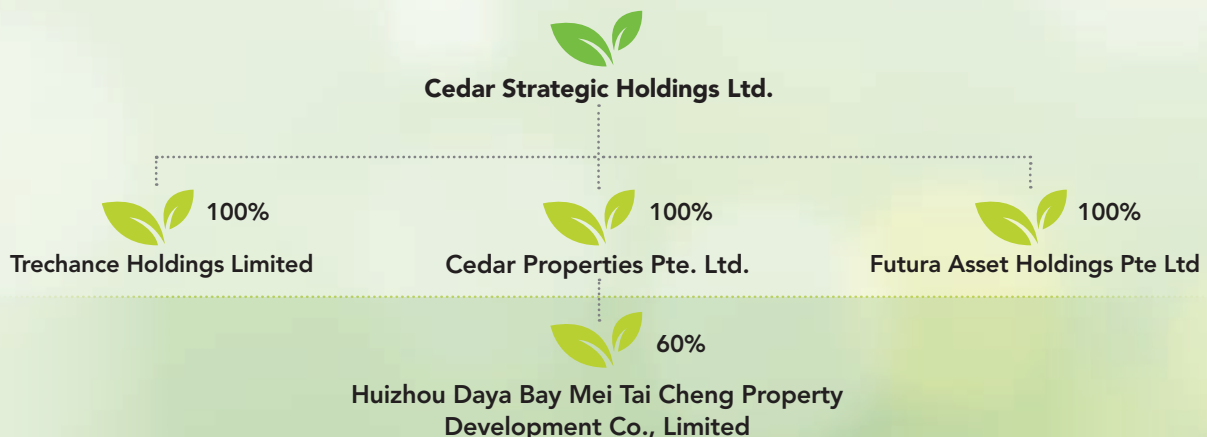 Cedar Strategic Holdings Ltd.
100%
100%
100%
Trechance Holdings Limited
Cedar Properties Pte. Ltd.
Futura Asset Holdings Pte Ltd
60%
Huizhou Daya Bay Mei Tai Cheng Property
Development Co., Limited